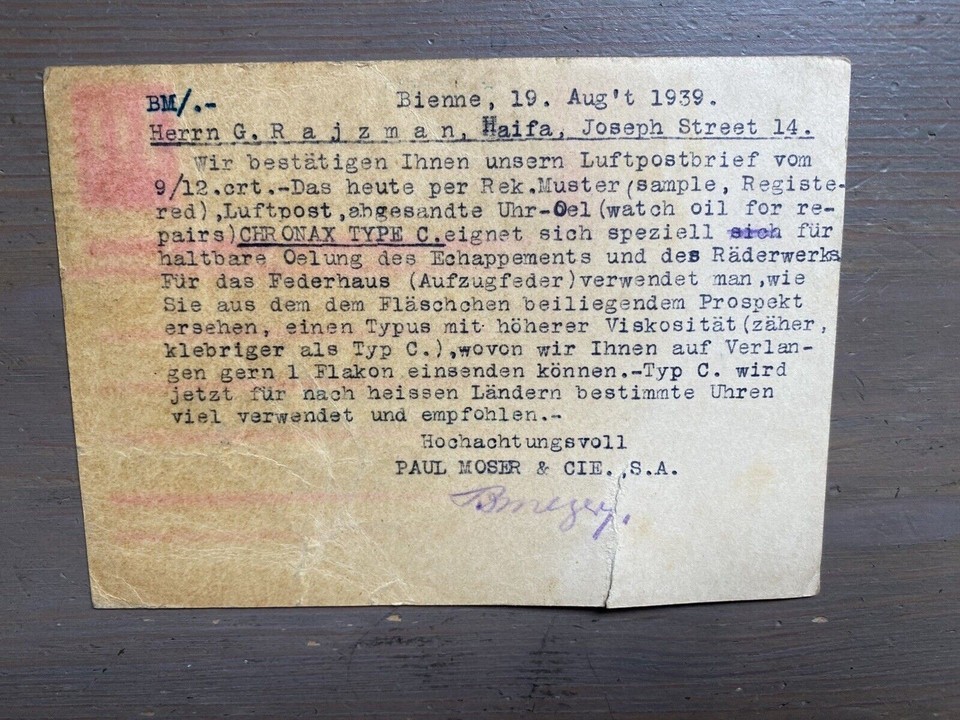 BM/.-
Bienne, 19. Aug't 1939.
Herrn G. R a j z m a n, Haifa, Joseph Street 14.
Wir bestätigen Ihnen unsern Luftpostbrief vom
9/12.crt.-Das heute per Rek.Muster(sample, Registe-
red),Luftpost,abgesandte Uhr-Oel(watch oil for re-
pairs)CHRONAX TYPE C.eignet sich speziell sich für
haltbare Oelung des Echappements und des Räderwerks
Für das Federhaus (Aufzugfeder)verwendet man,wie
Sie aus dem dem Fläschchen beiliegendem Prospekt
ersehen, einen Typus mit höherer Viskosität(zäher,
klebriger als Typ C.),wovon wir Ihnen auf Verlan-
gen gern 1 Flakon einsenden können.-Typ C. wird
jetzt für nach heissen Ländern bestimmte Uhren
viel verwendet und empfohlen.-
Hochachtungsvoll
PAUL MOSER & CIE.,S.A.